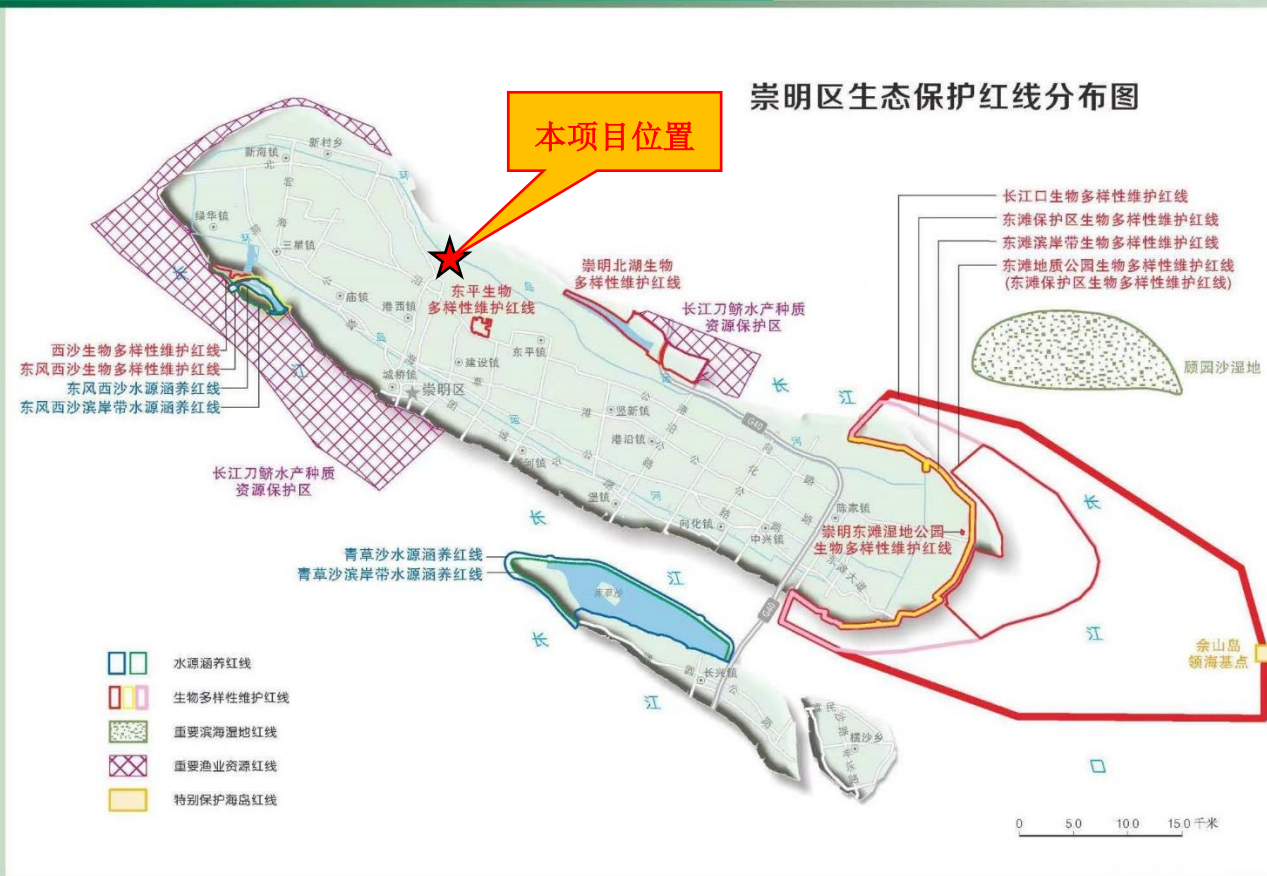 崇明区生态保护红线分布图
本项目位置
新村乡
新海镇
北
环
宏
海
绿华镇
环
三星镇
长
公
庙镇
港西镇
岛
东平生物
多样性维护红线
崇明北湖生物
多样性维护红线
长江刀鲚水产种质
资源保护区
长江口生物多样性维护红线
东滩保护区生物多样性维护红线
东滩滨岸带生物多样性维护红线
东滩地质公园生物多样性维护红线
(东滩保护区生物多样性维护红线)
顾园沙湿地
西沙生物多样性维护红线
东风西沙生物多样性维护红线
东风西沙水源涵养红线
东风西沙滨岸带水源涵养红线
江
东平镇
建设镇
城桥镇
崇明区
长
江
G40
竖新镇
港沿镇
长江刀鲚水产种质
资源保护区
堡镇
向化镇
中兴镇
陈家镇
崇明东滩湿地公园
生物多样性维护红线
东滩大道
长
江
长
江
青草沙水源涵养红线
青草沙滨岸带水源涵养红线
G40
长
江
长兴镇
横沙乡
佘山岛
领海基点
水源涵养红线
生物多样性维护红线
重要滨海湿地红线
重要渔业资源红线
特别保护海岛红线
0 5.0 10.0 15.0 千米